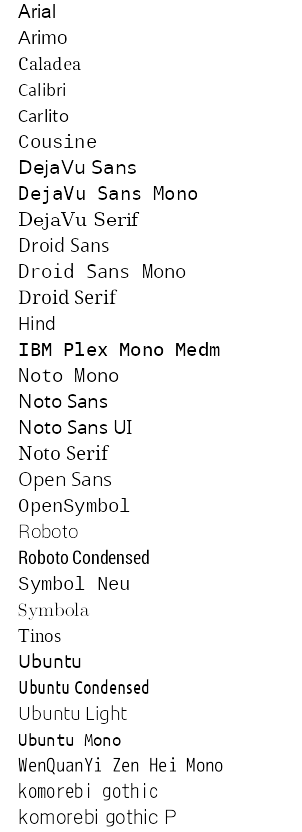 Arial
Arimo
Caladea
Calibri
Carlito
Cousine
DejaVu Sans
DejaVu Sans Mono
DejaVu Serif
Droid Sans
Droid Sans Mono
Droid Serif
Hind
IBM Plex Mono Medm
Noto Mono
Noto Sans
Noto Sans UI
Noto Serif
Open Sans
OpenSymbol
Roboto
Roboto Condensed
Symbol Neu
Symbola
Tinos
Ubuntu
Ubuntu Condensed
Ubuntu Light
Ubuntu Mono
WenQuanYi Zen Hei Mono
komorebi gothic
komorebi gothic P